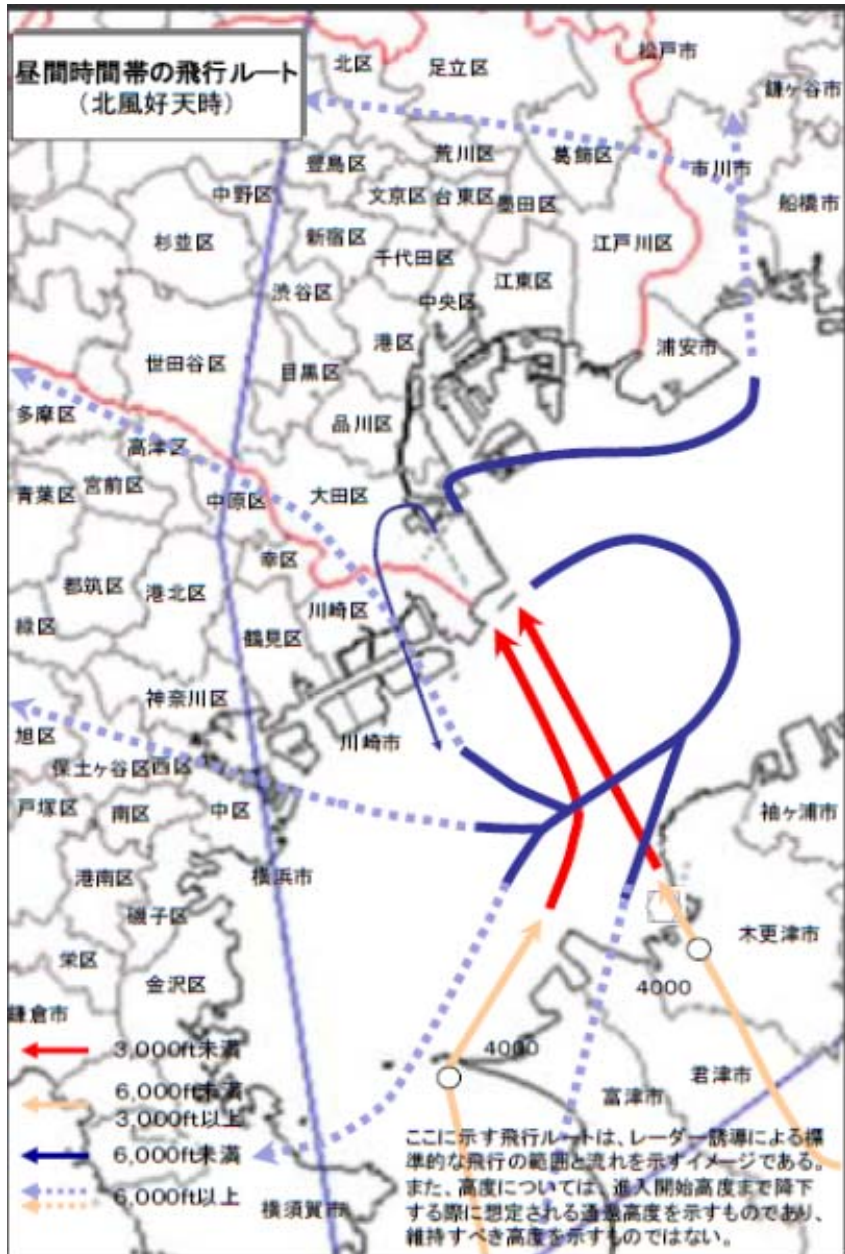 昼間時間帯の飛行ルート
(北風好天時)
北区
足立区
松戸市
鎌ヶ谷市
豊島区
荒川区
葛飾区
市川市
中野区
文京区
台東区
墨田区
船橋市
杉並区
新宿区
千代田区
江戸川区
渋谷区
中央区
江東区
世田谷区
目黒区
港区
浦安市
多摩区
品川区
高津区
青葉区
宮前区
中原区
大田区
幸区
都筑区
港北区
川崎区
緑区
鶴見区
神奈川区
旭区
川崎市
保土ヶ谷区
西区
戸塚区
南区
中区
袖ヶ浦市
港南区
横浜市
磯子区
木更津市
栄区
金沢区
4000
鎌倉市
4000
君津市
富津市
3,000ft未満
6,000ft未満
3,000ft以上
6,000ft未満
6,000ft以上
横須賀市
ここに示す飛行ルートは、レーダー誘導による標
準的な飛行の範囲と流れを示すイメージである。
また、高度については、進入開始高度まで降下
する際に想定される通過高度を示すものであり、
維持すべき高度を示すものではない。